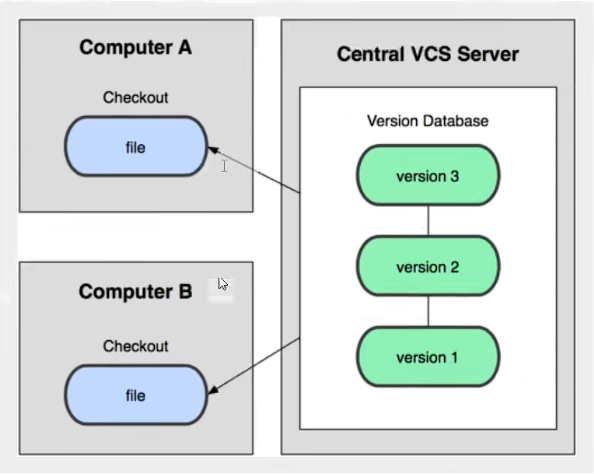 Computer A
Checkout
file
Computer B
Checkout
file
Central VCS Server
Version Database
version 3
version 2
version 1